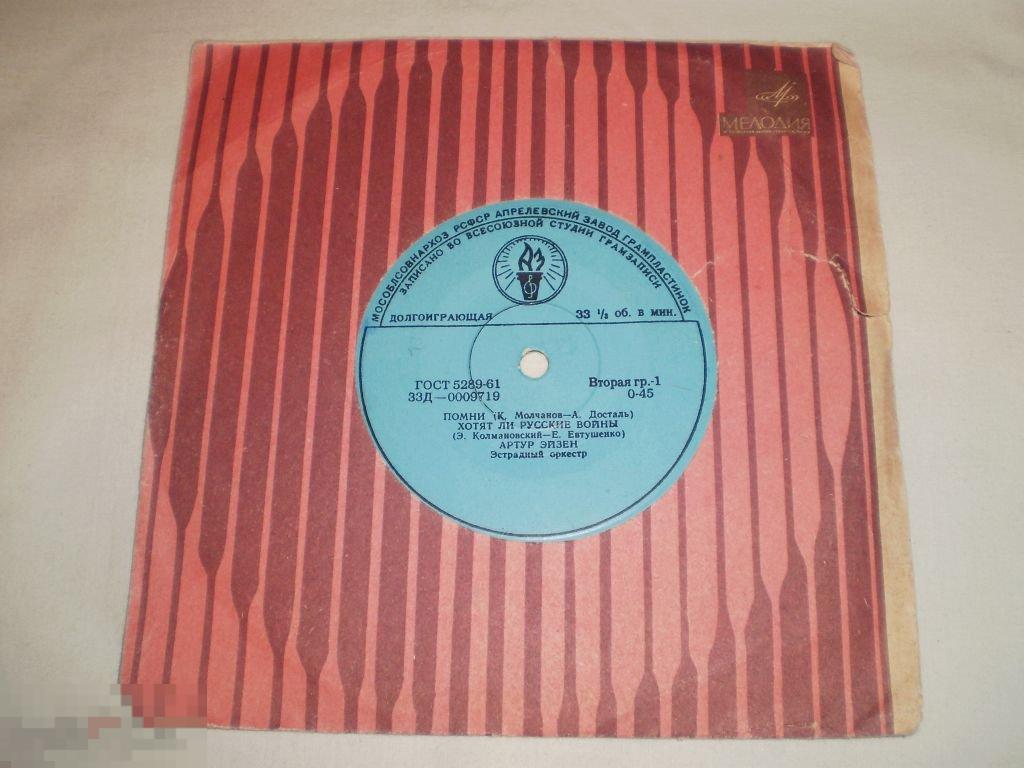 МЕЛОДИЯ
МОСОБЛСОВНАРХОЗ РСФСР АПРЕЛЕВСКИЙ ЗАВОД ГРАМПЛАСТИНОК
ЗАПИСАНО ВО ВСЕСОЮЗНОЙ СТУДИИ ГРАМЗАПИСИ
АЗ
ДОЛГОИГРАЮЩАЯ 33 ⅓ об. в мин.
ГОСТ 5289-61 Вторая гр.-1
33Д—0009719 0-45
ПОМНИ (К. Молчанов—А. Досталь)
ХОТЯТ ЛИ РУССКИЕ ВОЙНЫ
(Э. Колмановский—Е. Евтушенко)
АРТУР ЭЙЗЕН
Эстрадный оркестр